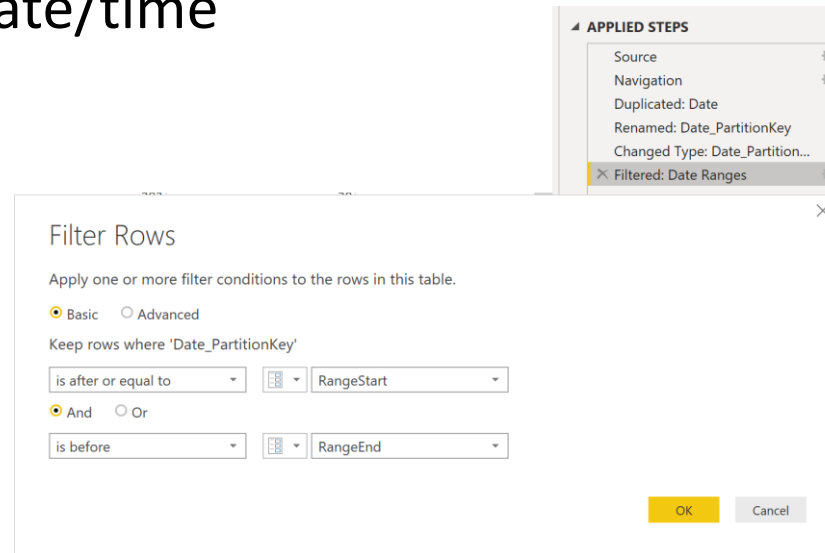 ate/time
APPLIED STEPS
Source
Navigation
Duplicated: Date
Renamed: Date_PartitionKey
Changed Type: Date_Partition...
Filtered: Date Ranges
Filter Rows
Apply one or more filter conditions to the rows in this table.
Basic Advanced
Keep rows where 'Date_PartitionKey'
is after or equal to RangeStart
And Or
is before RangeEnd
OK Cancel